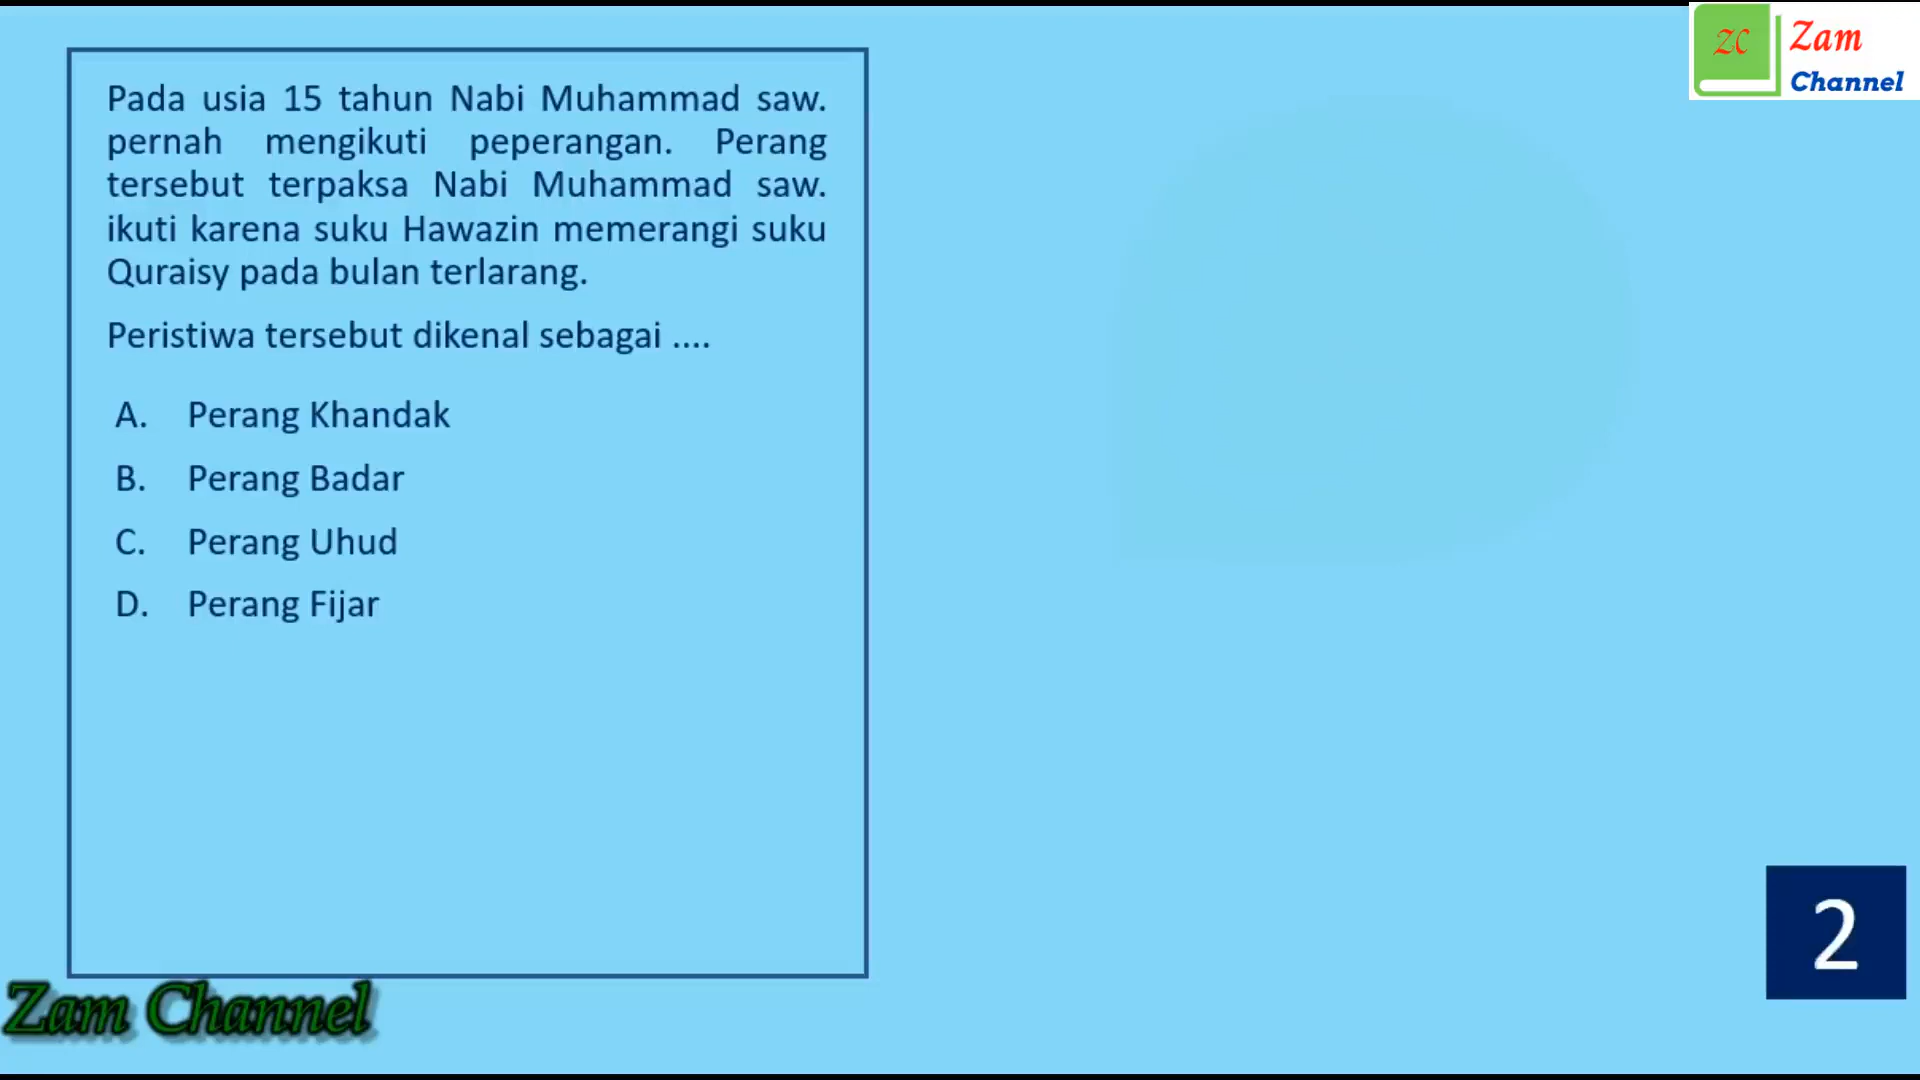 ZC Zam
Channel
Pada usia 15 tahun Nabi Muhammad saw.
pernah mengikuti peperangan. Perang
tersebut terpaksa Nabi Muhammad saw.
ikuti karena suku Hawazin memerangi suku
Quraisy pada bulan terlarang.
Peristiwa tersebut dikenal sebagai ....
A. Perang Khandak
B. Perang Badar
C. Perang Uhud
D. Perang Fijar
2
Zam Channel